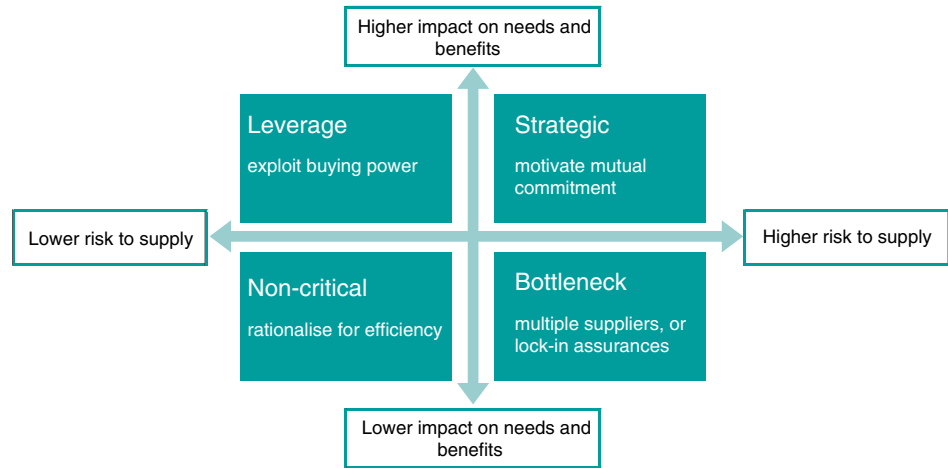 Higher impact on needs and
benefits
Leverage
exploit buying power
Strategic
motivate mutual
commitment
Lower risk to supply
Higher risk to supply
Non-critical
rationalise for efficiency
Bottleneck
multiple suppliers, or
lock-in assurances
Lower impact on needs and
benefits